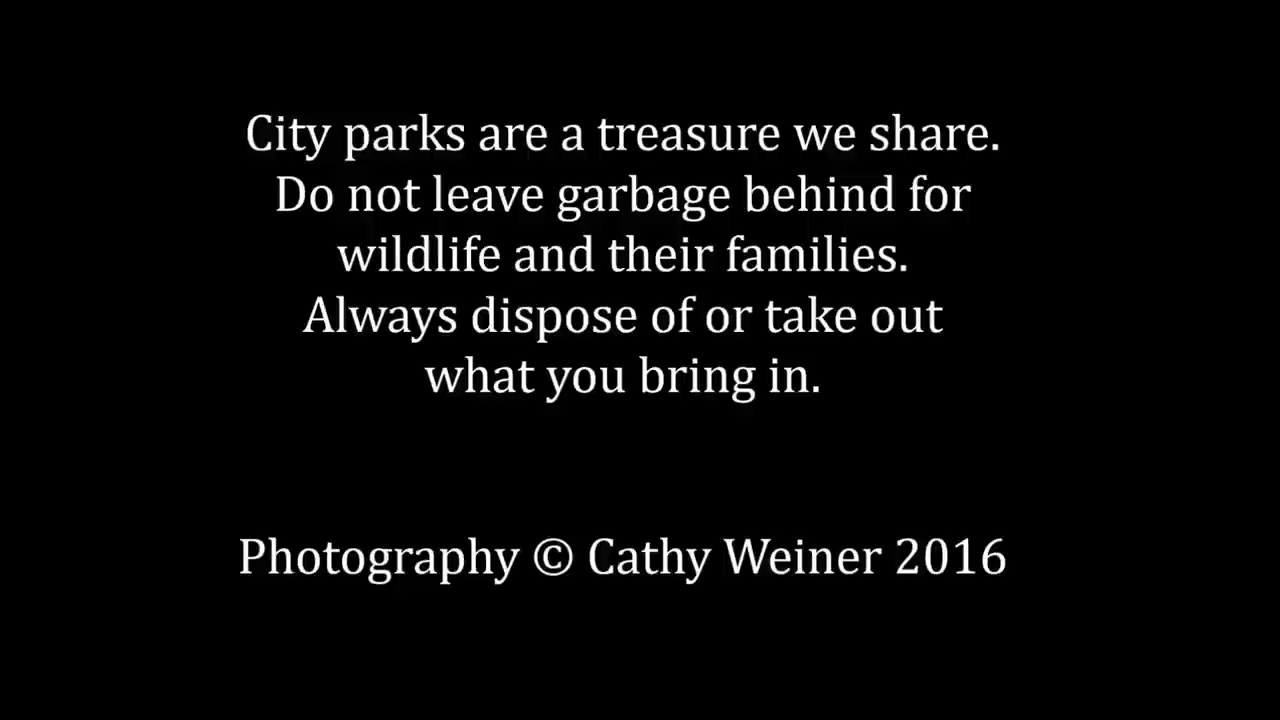 City parks are a treasure we share.
Do not leave garbage behind for
wildlife and their families.
Always dispose of or take out
what you bring in.
Photography © Cathy Weiner 2016